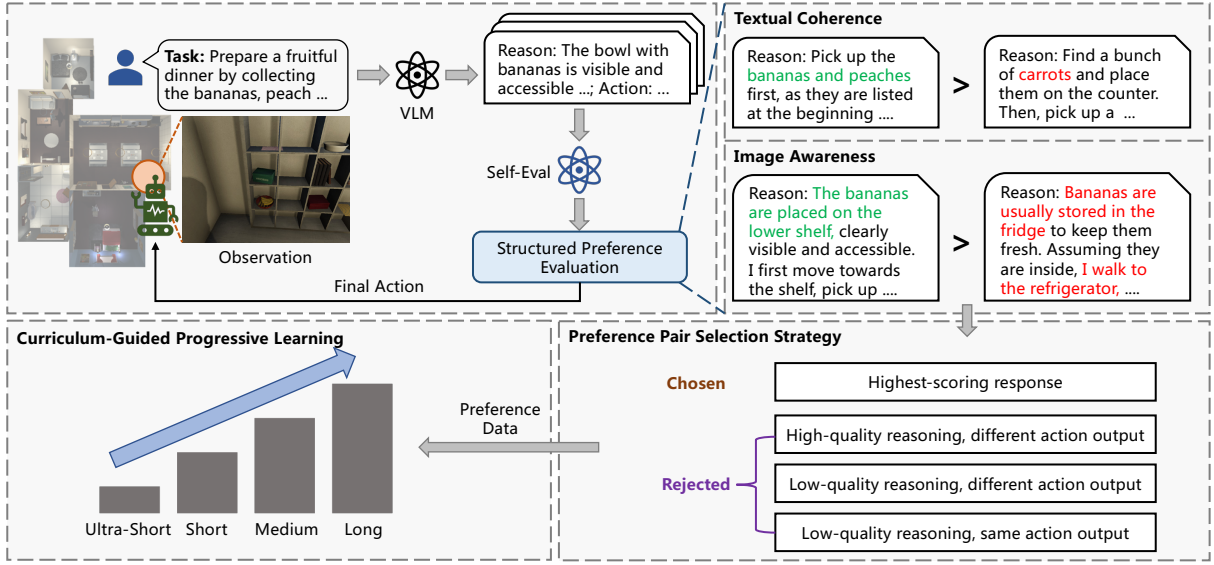 Task: Prepare a fruitful
dinner by collecting
the bananas, peach ...
VLM
Reason: The bowl with
bananas is visible and
accessible ...; Action: ...
Self-Eval
Observation
Structured Preference
Evaluation
Final Action
Textual Coherence
Reason: Pick up the
bananas and peaches
first, as they are listed
at the beginning ....
>
Reason: Find a bunch
of carrots and place
them on the counter.
Then, pick up a ...
Image Awareness
Reason: The bananas
are placed on the
lower shelf, clearly
visible and accessible.
I first move towards
the shelf, pick up ....
>
Reason: Bananas are
usually stored in the
fridge to keep them
fresh. Assuming they
are inside, I walk to
the refrigerator, ....
Curriculum-Guided Progressive Learning
Ultra-Short
Short
Medium
Long
Preference
Data
Preference Pair Selection Strategy
Chosen
Highest-scoring response
Rejected
High-quality reasoning, different action output
Low-quality reasoning, different action output
Low-quality reasoning, same action output